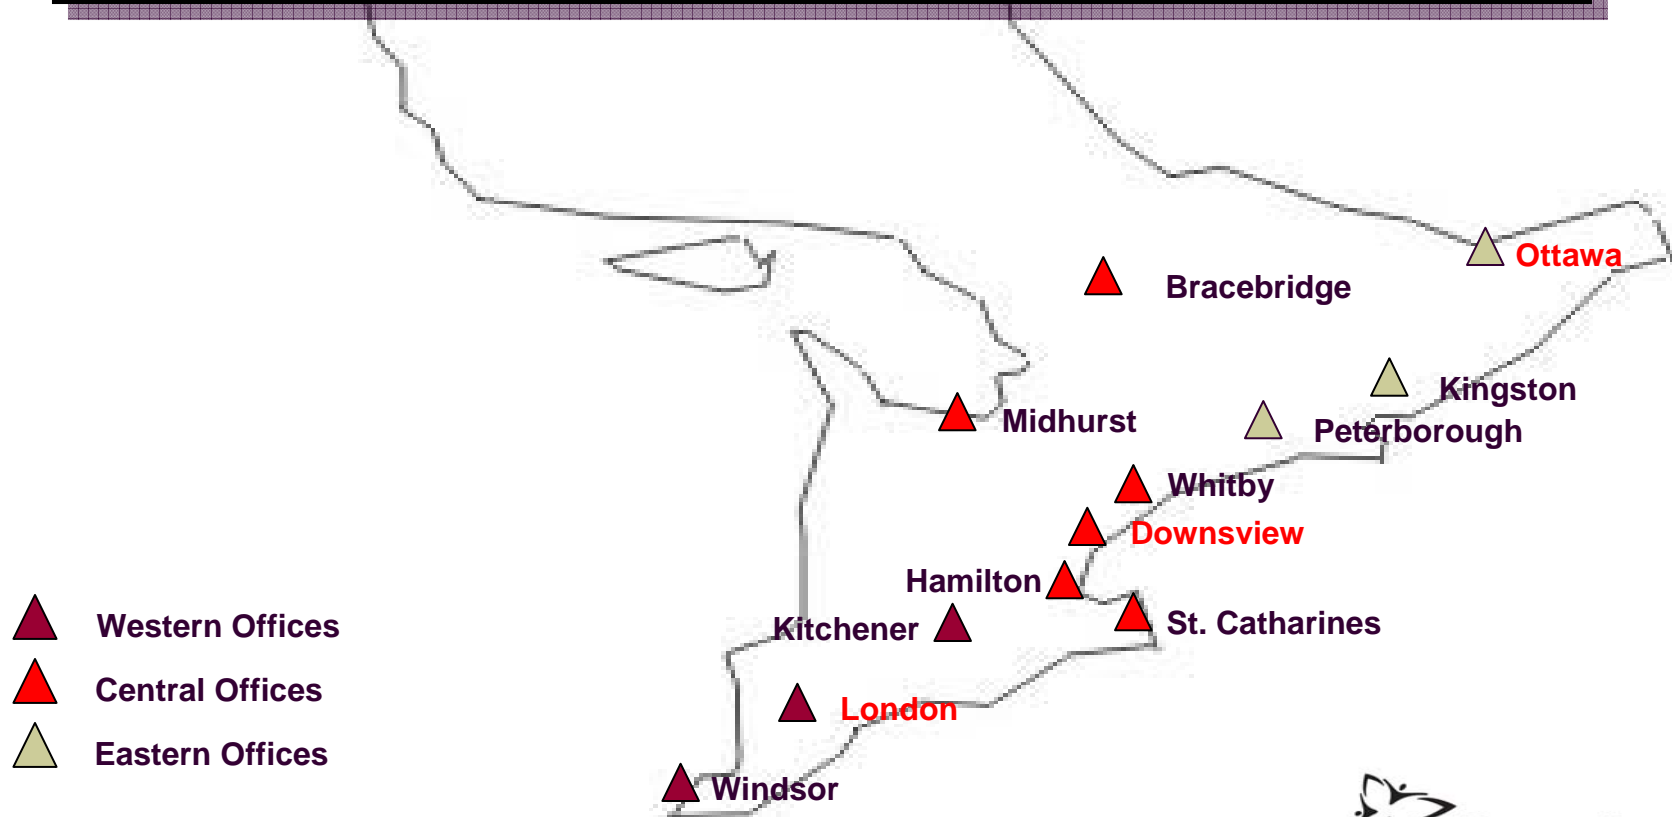 Ottawa
Bracebridge
Kingston
Midhurst
Peterborough
Whitby
Downsview
Hamilton
St. Catharines
Kitchener
Western Offices
Central Offices
London
Eastern Offices
Windsor